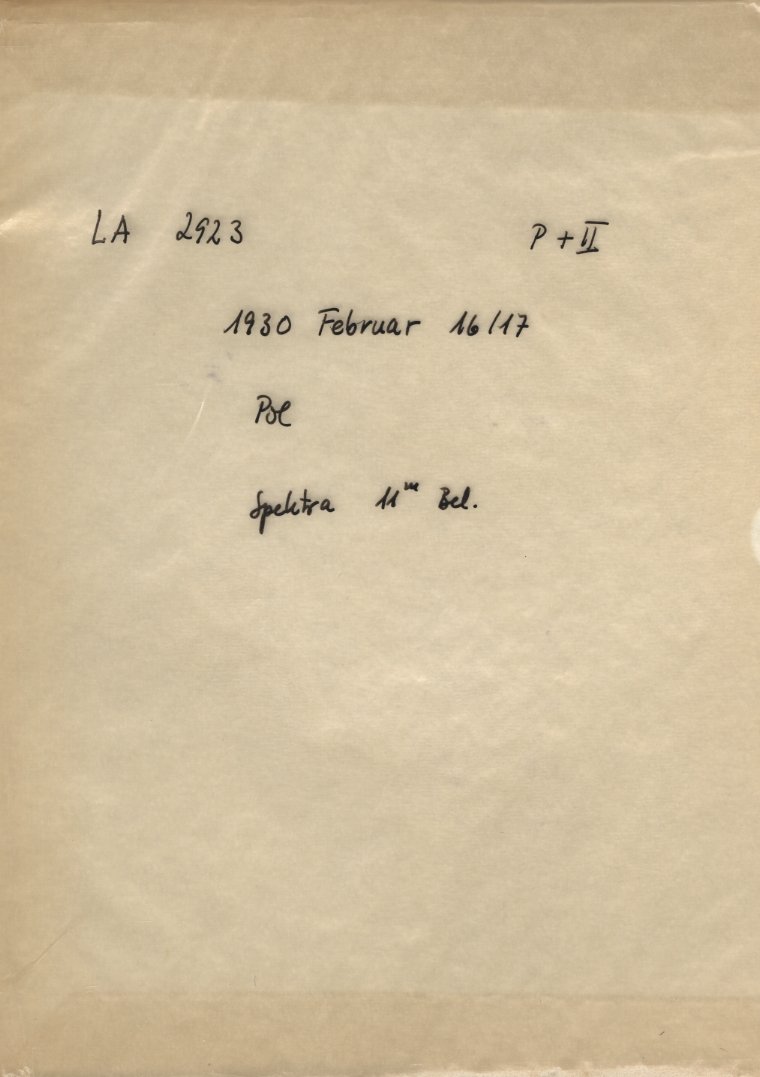 LA 2923 P + II
1930 Februar 16/17
Pol
Spektra 11ᵐ Bel.